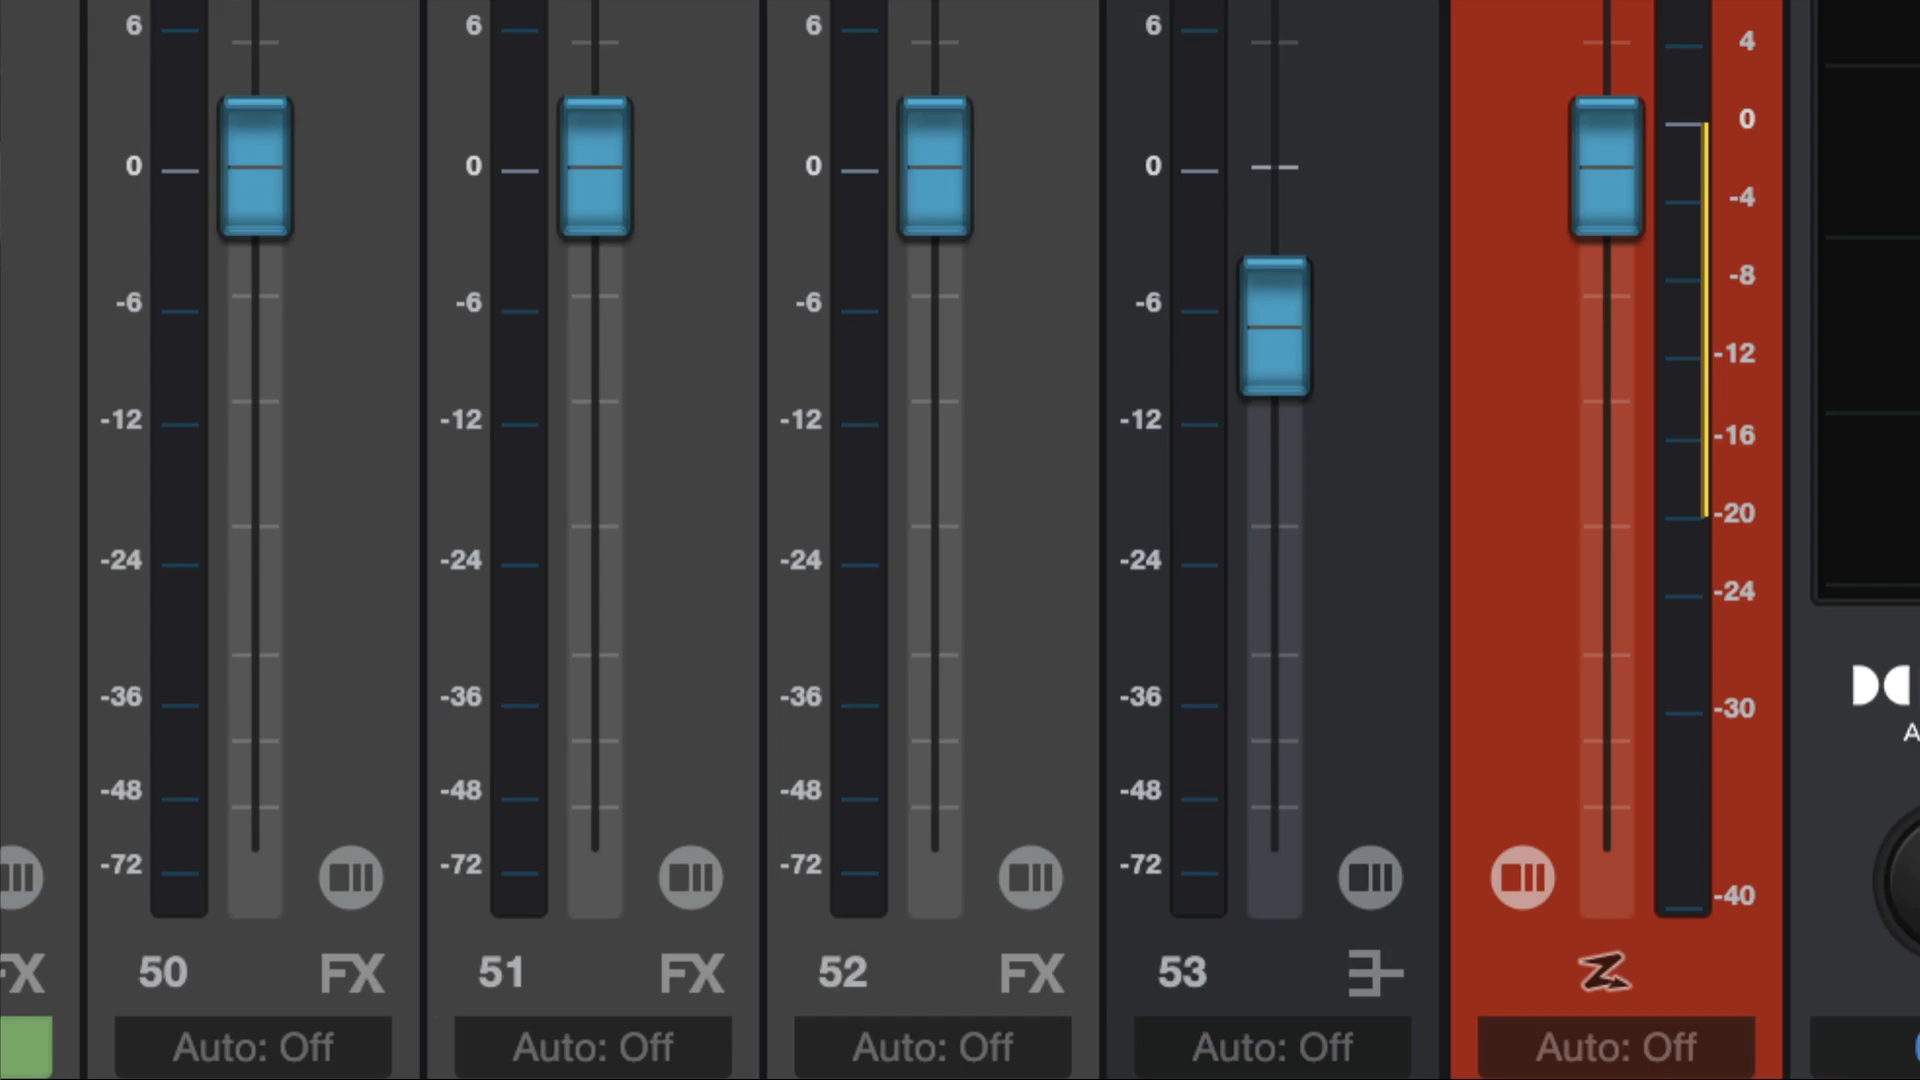 6 6 6 6 4
0 0 0 0 0
-4
-6 -6 -6 -6 -8
-12 -12 -12 -12 -12
-16
-20
-24 -24 -24 -24 -24
-36 -36 -36 -36 -30
-48 -48 -48 -48
-72 -72 -72 -72 -40
FX 50 FX 51 FX 52 FX 53
Auto: Off Auto: Off Auto: Off Auto: Off Auto: Off